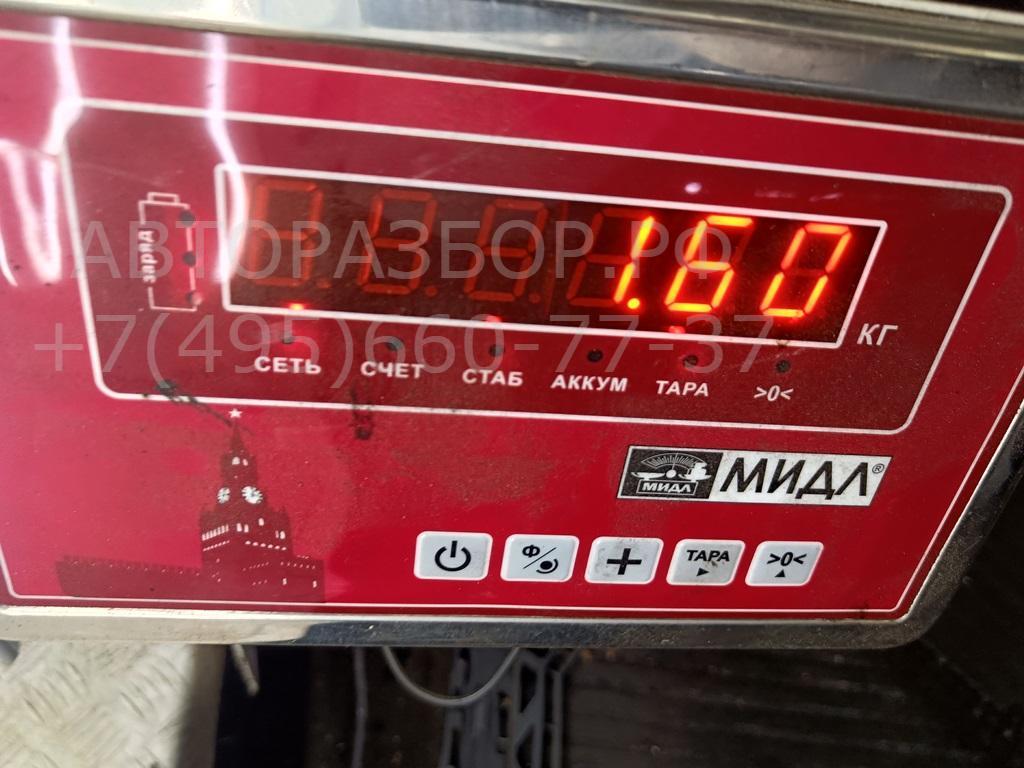 заряд
АВТОРАЗБОР.РФ
1.60
КГ
+7(495)660-77-37
СЕТЬ СЧЕТ СТАБ АККУМ ТАРА >0<
МИДЛ МИДЛ®
Ф + ТАРА >0<